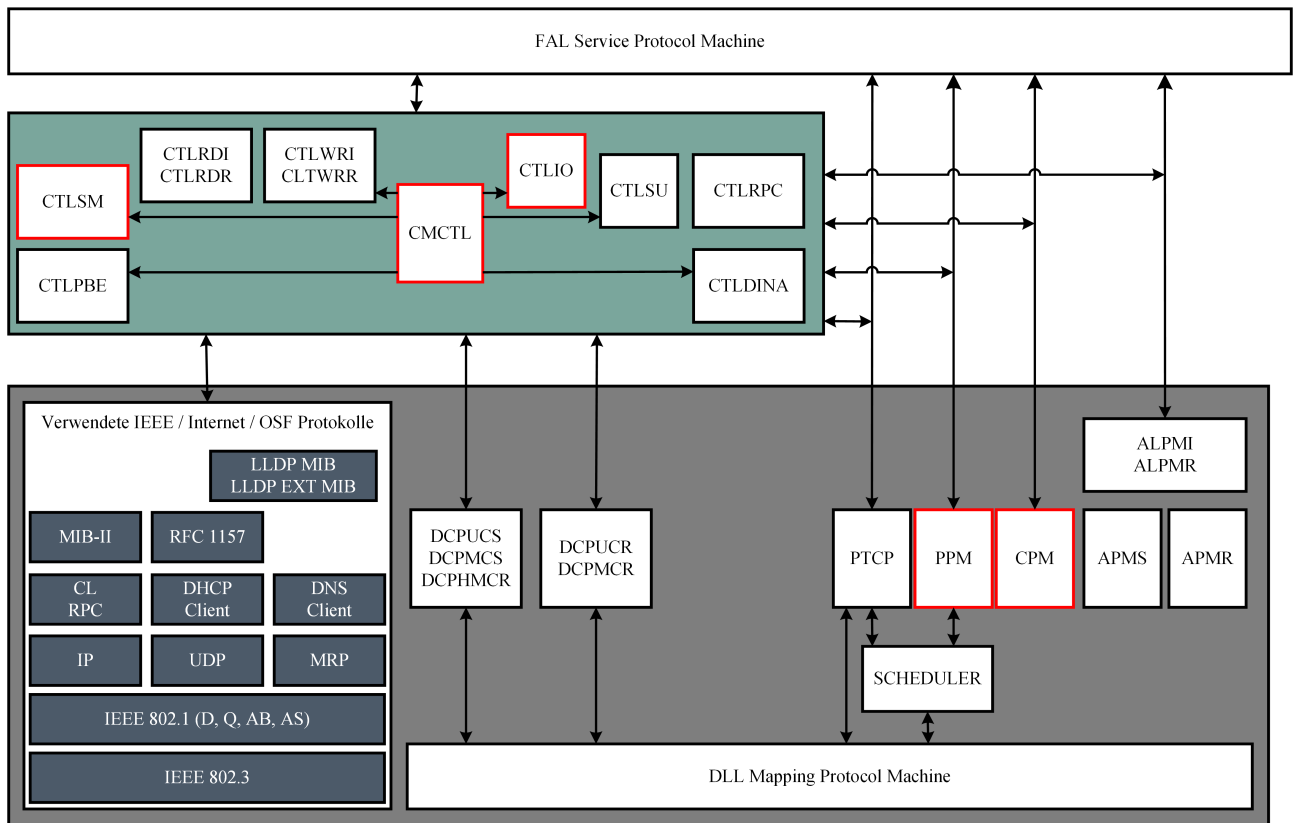 FAL Service Protocol Machine
CTLRDI
CTLRDR
CTLWRI
CLTWRR
CTLIO
CTLSM
CTLSU
CTLRPC
CMCTL
CTLPBE
CTLDINA
Verwendete IEEE / Internet / OSF Protokolle
LLDP MIB
LLDP EXT MIB
MIB-II
RFC 1157
CL
RPC
DHCP
Client
DNS
Client
IP
UDP
MRP
IEEE 802.1 (D, Q, AB, AS)
IEEE 802.3
DCPUCS
DCPMCS
DCPHMCR
DCPUCR
DCPMCR
ALPMI
ALPMR
PTCP
PPM
CPM
APMS
APMR
SCHEDULER
DLL Mapping Protocol Machine